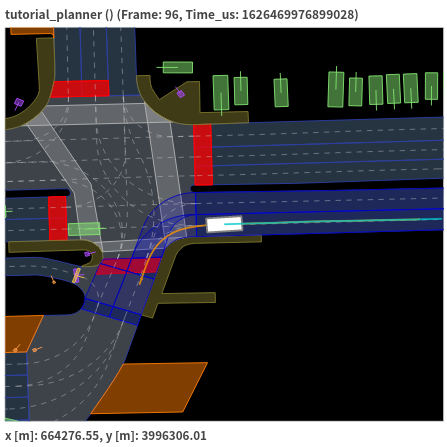 tutorial_planner () (Frame: 96, Time_us: 1626469976899028)
x [m]: 664276.55, y [m]: 3996306.01